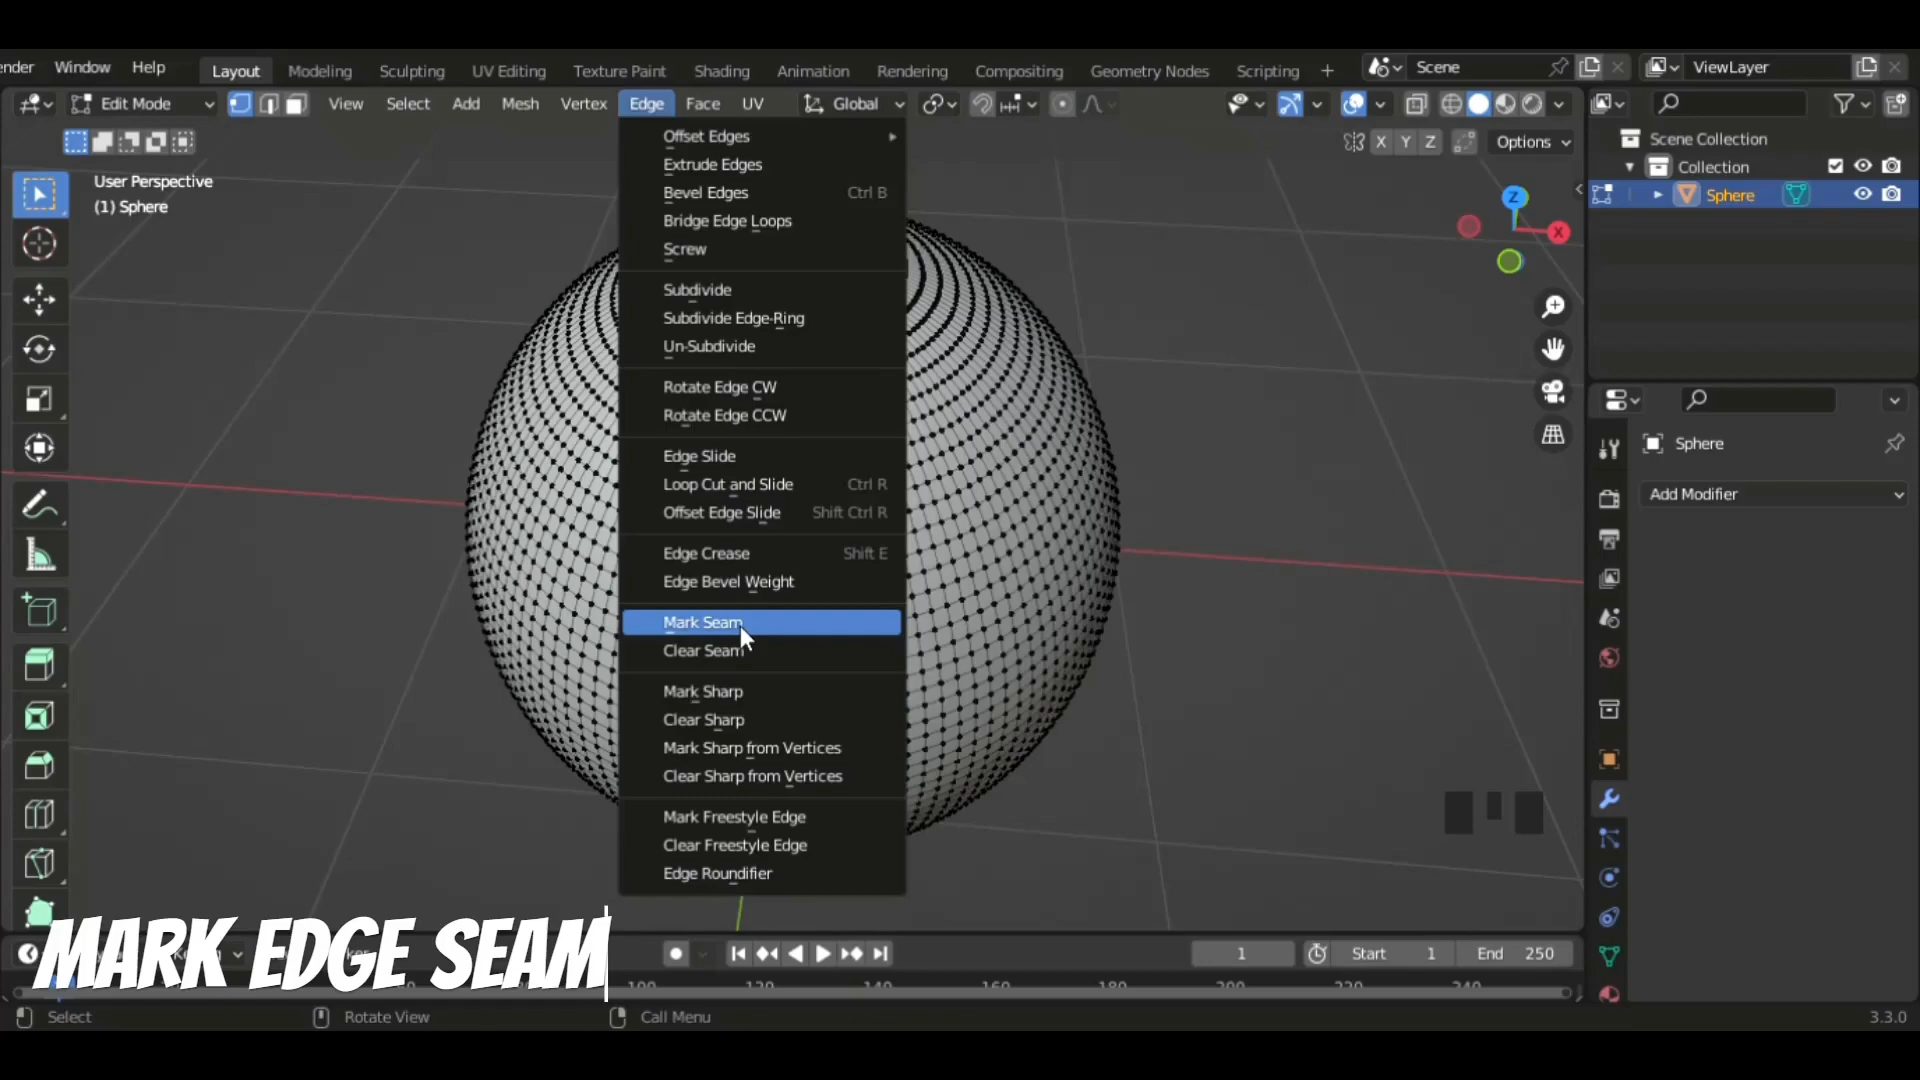 ender Window Help Layout Modeling Sculpting UV Editing Texture Paint Shading Animation Rendering Compositing Geometry Nodes Scripting + Scene ViewLayer
Edit Mode View Select Add Mesh Vertex Edge Face UV Global
X Y Z Options
User Perspective
(1) Sphere
Offset Edges
Extrude Edges
Bevel Edges Ctrl B
Bridge Edge Loops
Screw
Subdivide
Subdivide Edge-Ring
Un-Subdivide
Rotate Edge CW
Rotate Edge CCW
Edge Slide
Loop Cut and Slide Ctrl R
Offset Edge Slide Shift Ctrl R
Edge Crease Shift E
Edge Bevel Weight
Mark Seam
Clear Seam
Mark Sharp
Clear Sharp
Mark Sharp from Vertices
Clear Sharp from Vertices
Mark Freestyle Edge
Clear Freestyle Edge
Edge Roundifier
Z
X
Scene Collection
Collection
Sphere
Sphere
Add Modifier
MARK EDGE SEAM
1 Start 1 End 250
100 120 140 160 180 200 220 240
Select Rotate View Call Menu 3.3.0